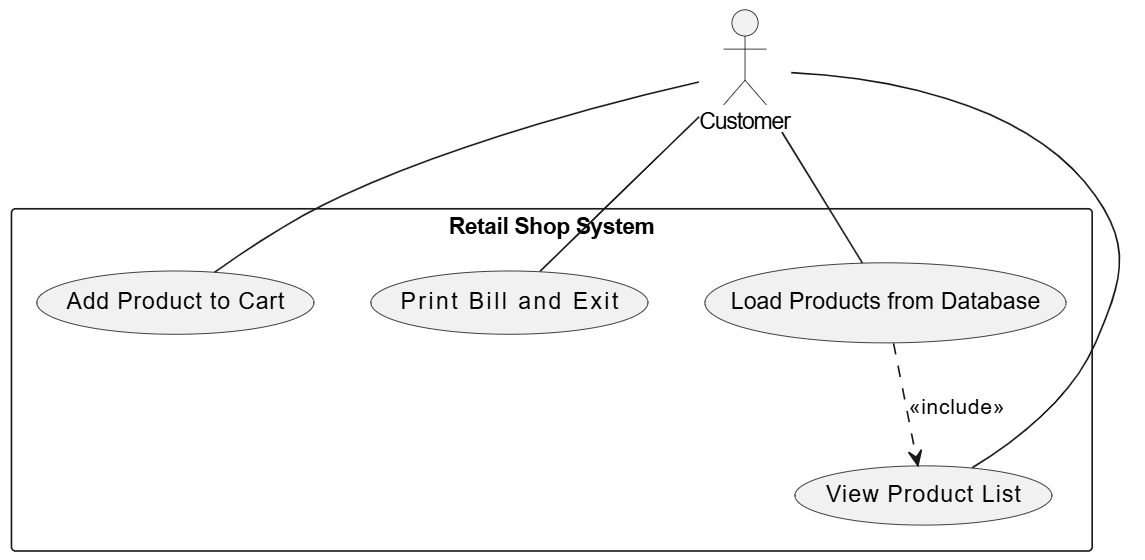 Customer
Retail Shop System
Add Product to Cart
Print Bill and Exit
Load Products from Database
«include»
View Product List